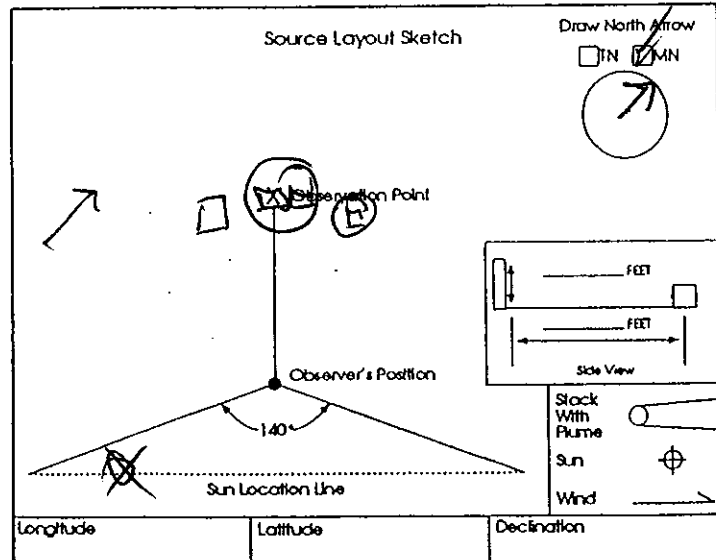 Draw North Arrow
Source Layout Sketch
TN MN
Observation Point
E
FEET
FEET
Side View
Observer's Position
140°
Sun Location Line
Stack
With
Plume
Sun
Wind
Longitude
Latitude
Declination